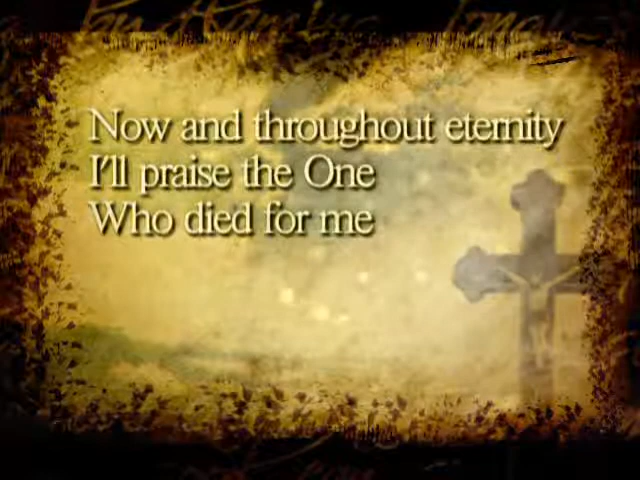 Now and throughout eternity
I'll praise the One
Who died for me